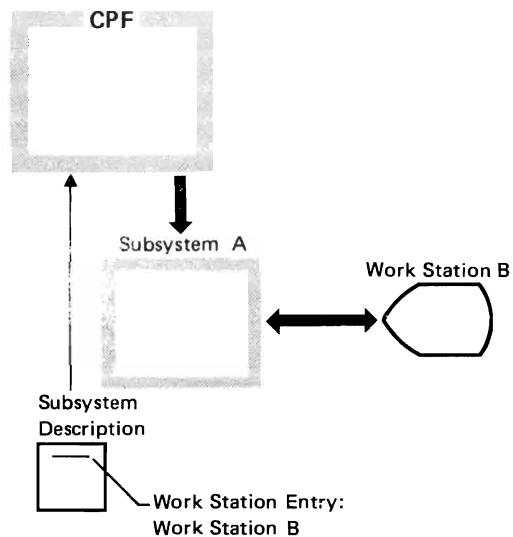 CPF
Subsystem A
Work Station B
Subsystem
Description
Work Station Entry:
Work Station B